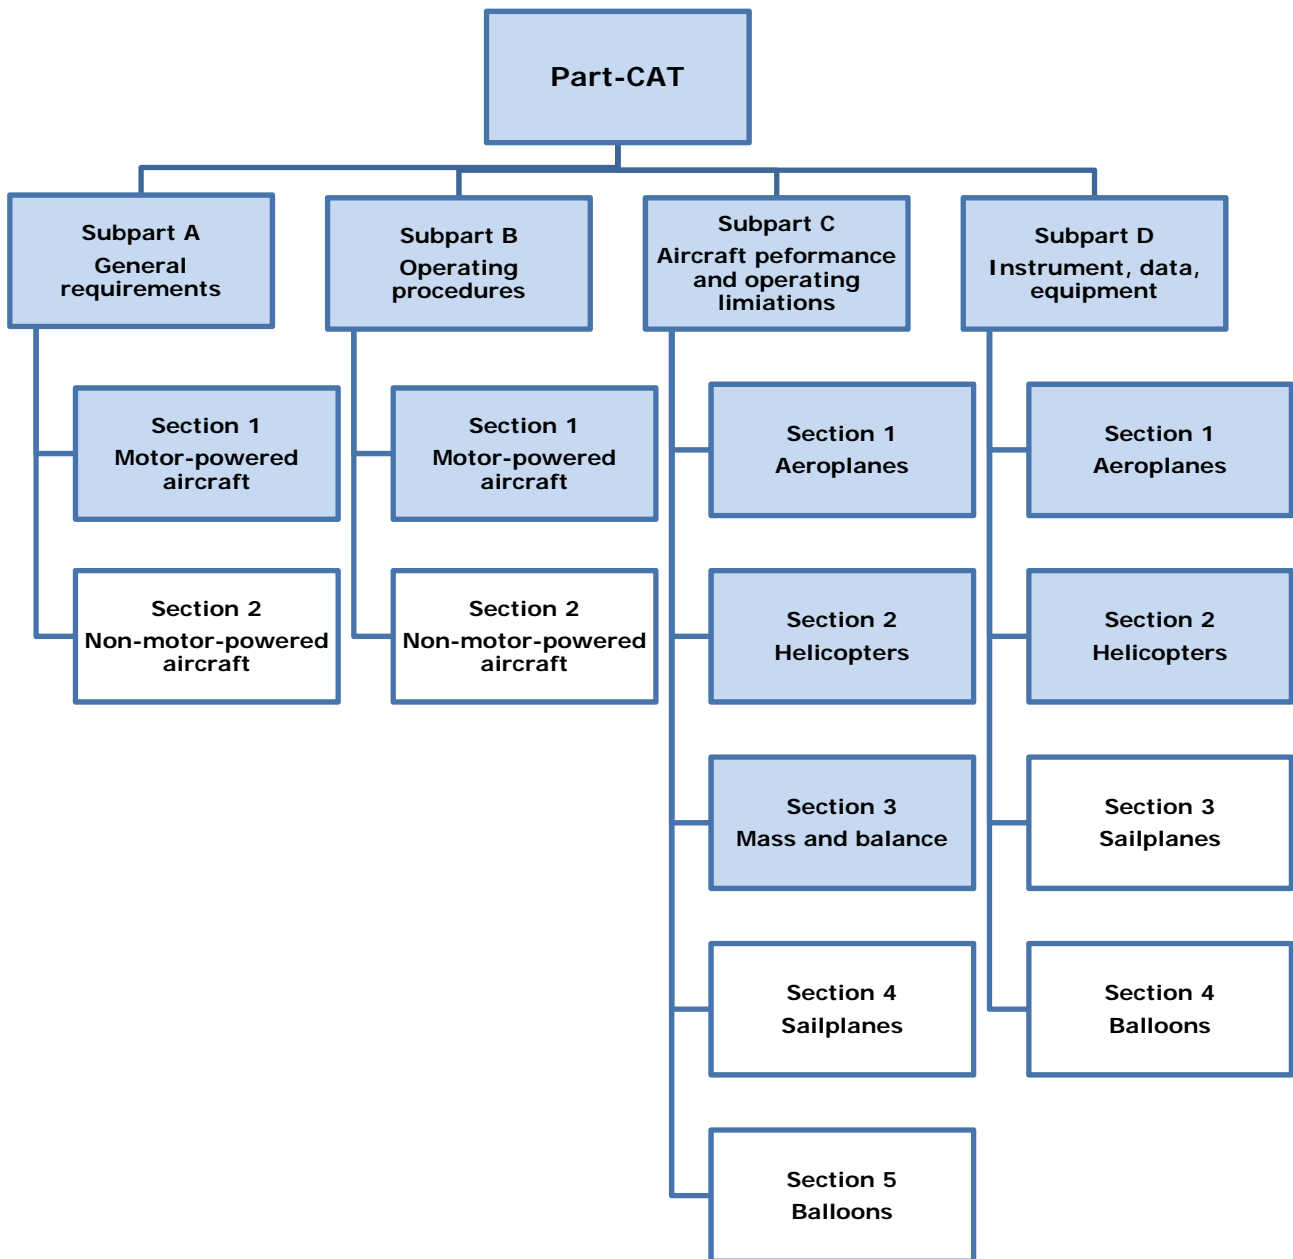 Part-CAT
Subpart A
General
requirements
Section 1
Motor-powered
aircraft
Section 2
Non-motor-powered
aircraft
Subpart B
Operating
procedures
Section 1
Motor-powered
aircraft
Section 2
Non-motor-powered
aircraft
Subpart C
Aircraft peformance
and operating
limiations
Section 1
Aeroplanes
Section 2
Helicopters
Section 3
Mass and balance
Section 4
Sailplanes
Section 5
Balloons
Subpart D
Instrument, data,
equipment
Section 1
Aeroplanes
Section 2
Helicopters
Section 3
Sailplanes
Section 4
Balloons